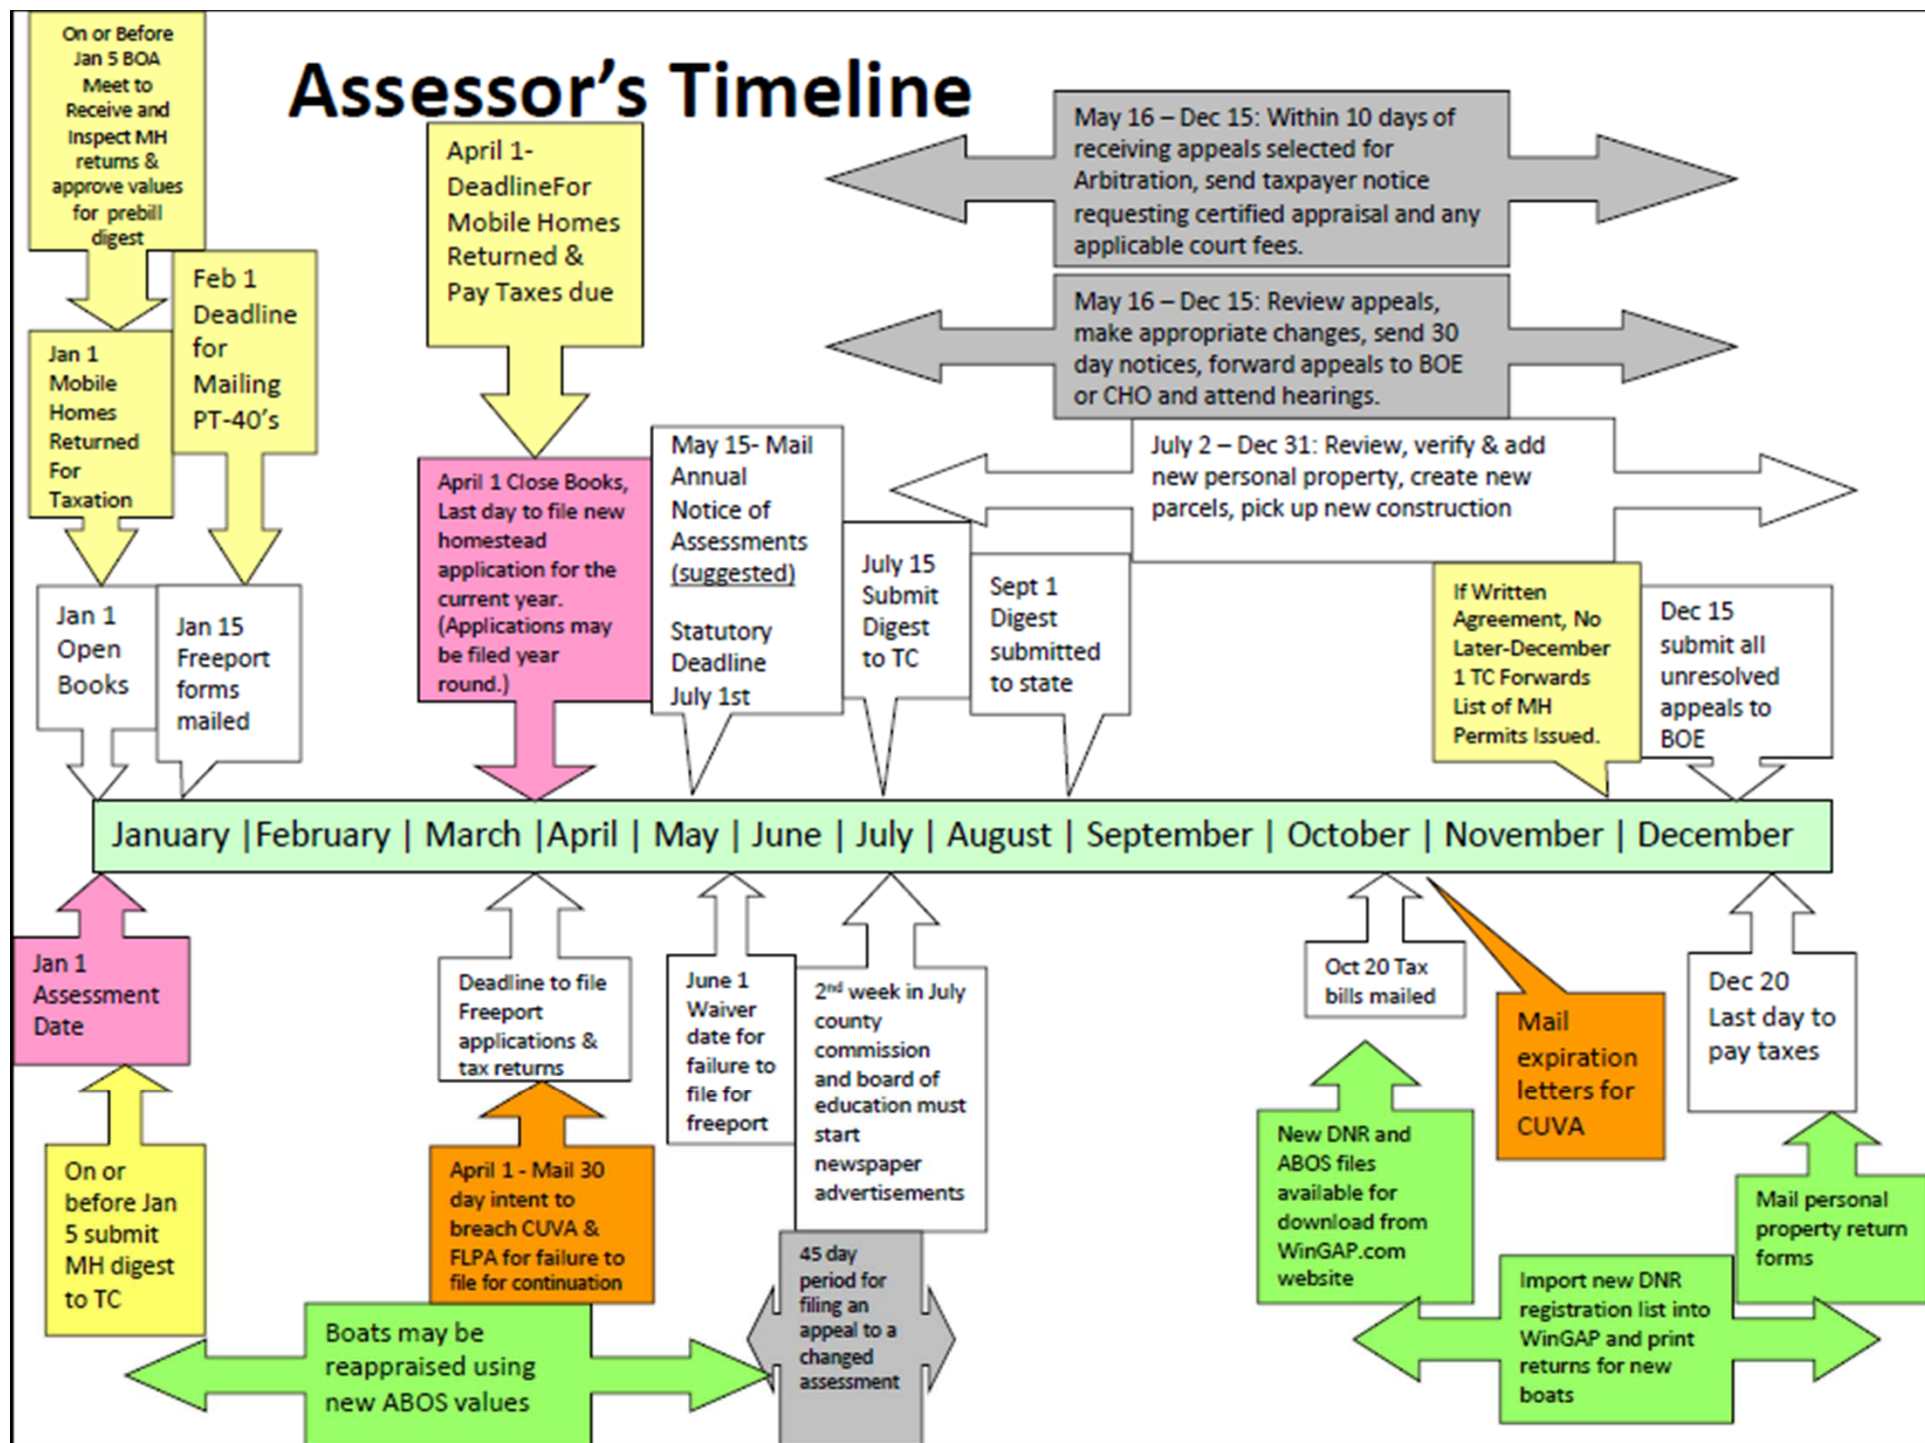 Assessor's Timeline
On or Before
Jan 5 BOA
Meet to
Receive and
Inspect MH
returns &
approve values
for prebill
digest
Feb 1
Deadline
for
Mailing
PT-40's
Jan 1
Mobile
Homes
Returned
For
Taxation
Jan 1
Open
Books
Jan 15
Freeport
forms
mailed
April 1-
DeadlineFor
Mobile Homes
Returned &
Pay Taxes due
April 1 Close Books,
Last day to file new
homestead
application for the
current year.
(Applications may
be filed year
round.)
May 15- Mail
Annual
Notice of
Assessments
(suggested)
Statutory
Deadline
July 1st
July 15
Submit
Digest
to TC
Sept 1
Digest
submitted
to state
May 16 – Dec 15: Within 10 days of
receiving appeals selected for
Arbitration, send taxpayer notice
requesting certified appraisal and any
applicable court fees.
May 16 – Dec 15: Review appeals,
make appropriate changes, send 30
day notices, forward appeals to BOE
or CHO and attend hearings.
July 2 – Dec 31: Review, verify & add
new personal property, create new
parcels, pick up new construction
If Written
Agreement, No
Later-December
1 TC Forwards
List of MH
Permits Issued.
Dec 15
submit all
unresolved
appeals to
BOE
January |February | March |April | May | June | July | August | September | October | November | December
Jan 1
Assessment
Date
On or
before Jan
5 submit
MH digest
to TC
Deadline to file
Freeport
applications &
tax returns
April 1 - Mail 30
day intent to
breach CUVA &
FLPA for failure to
file for continuation
Boats may be
reappraised using
new ABOS values
June 1
Waiver
date for
failure to
file for
freeport
2nd week in July
county
commission
and board of
education must
start
newspaper
advertisements
45 day
period for
filing an
appeal to a
changed
assessment
Oct 20 Tax
bills mailed
New DNR and
ABOS files
available for
download from
WinGAP.com
website
Mail
expiration
letters for
CUVA
Dec 20
Last day to
pay taxes
Mail personal
property return
forms
Import new DNR
registration list into
WinGAP and print
returns for new
boats